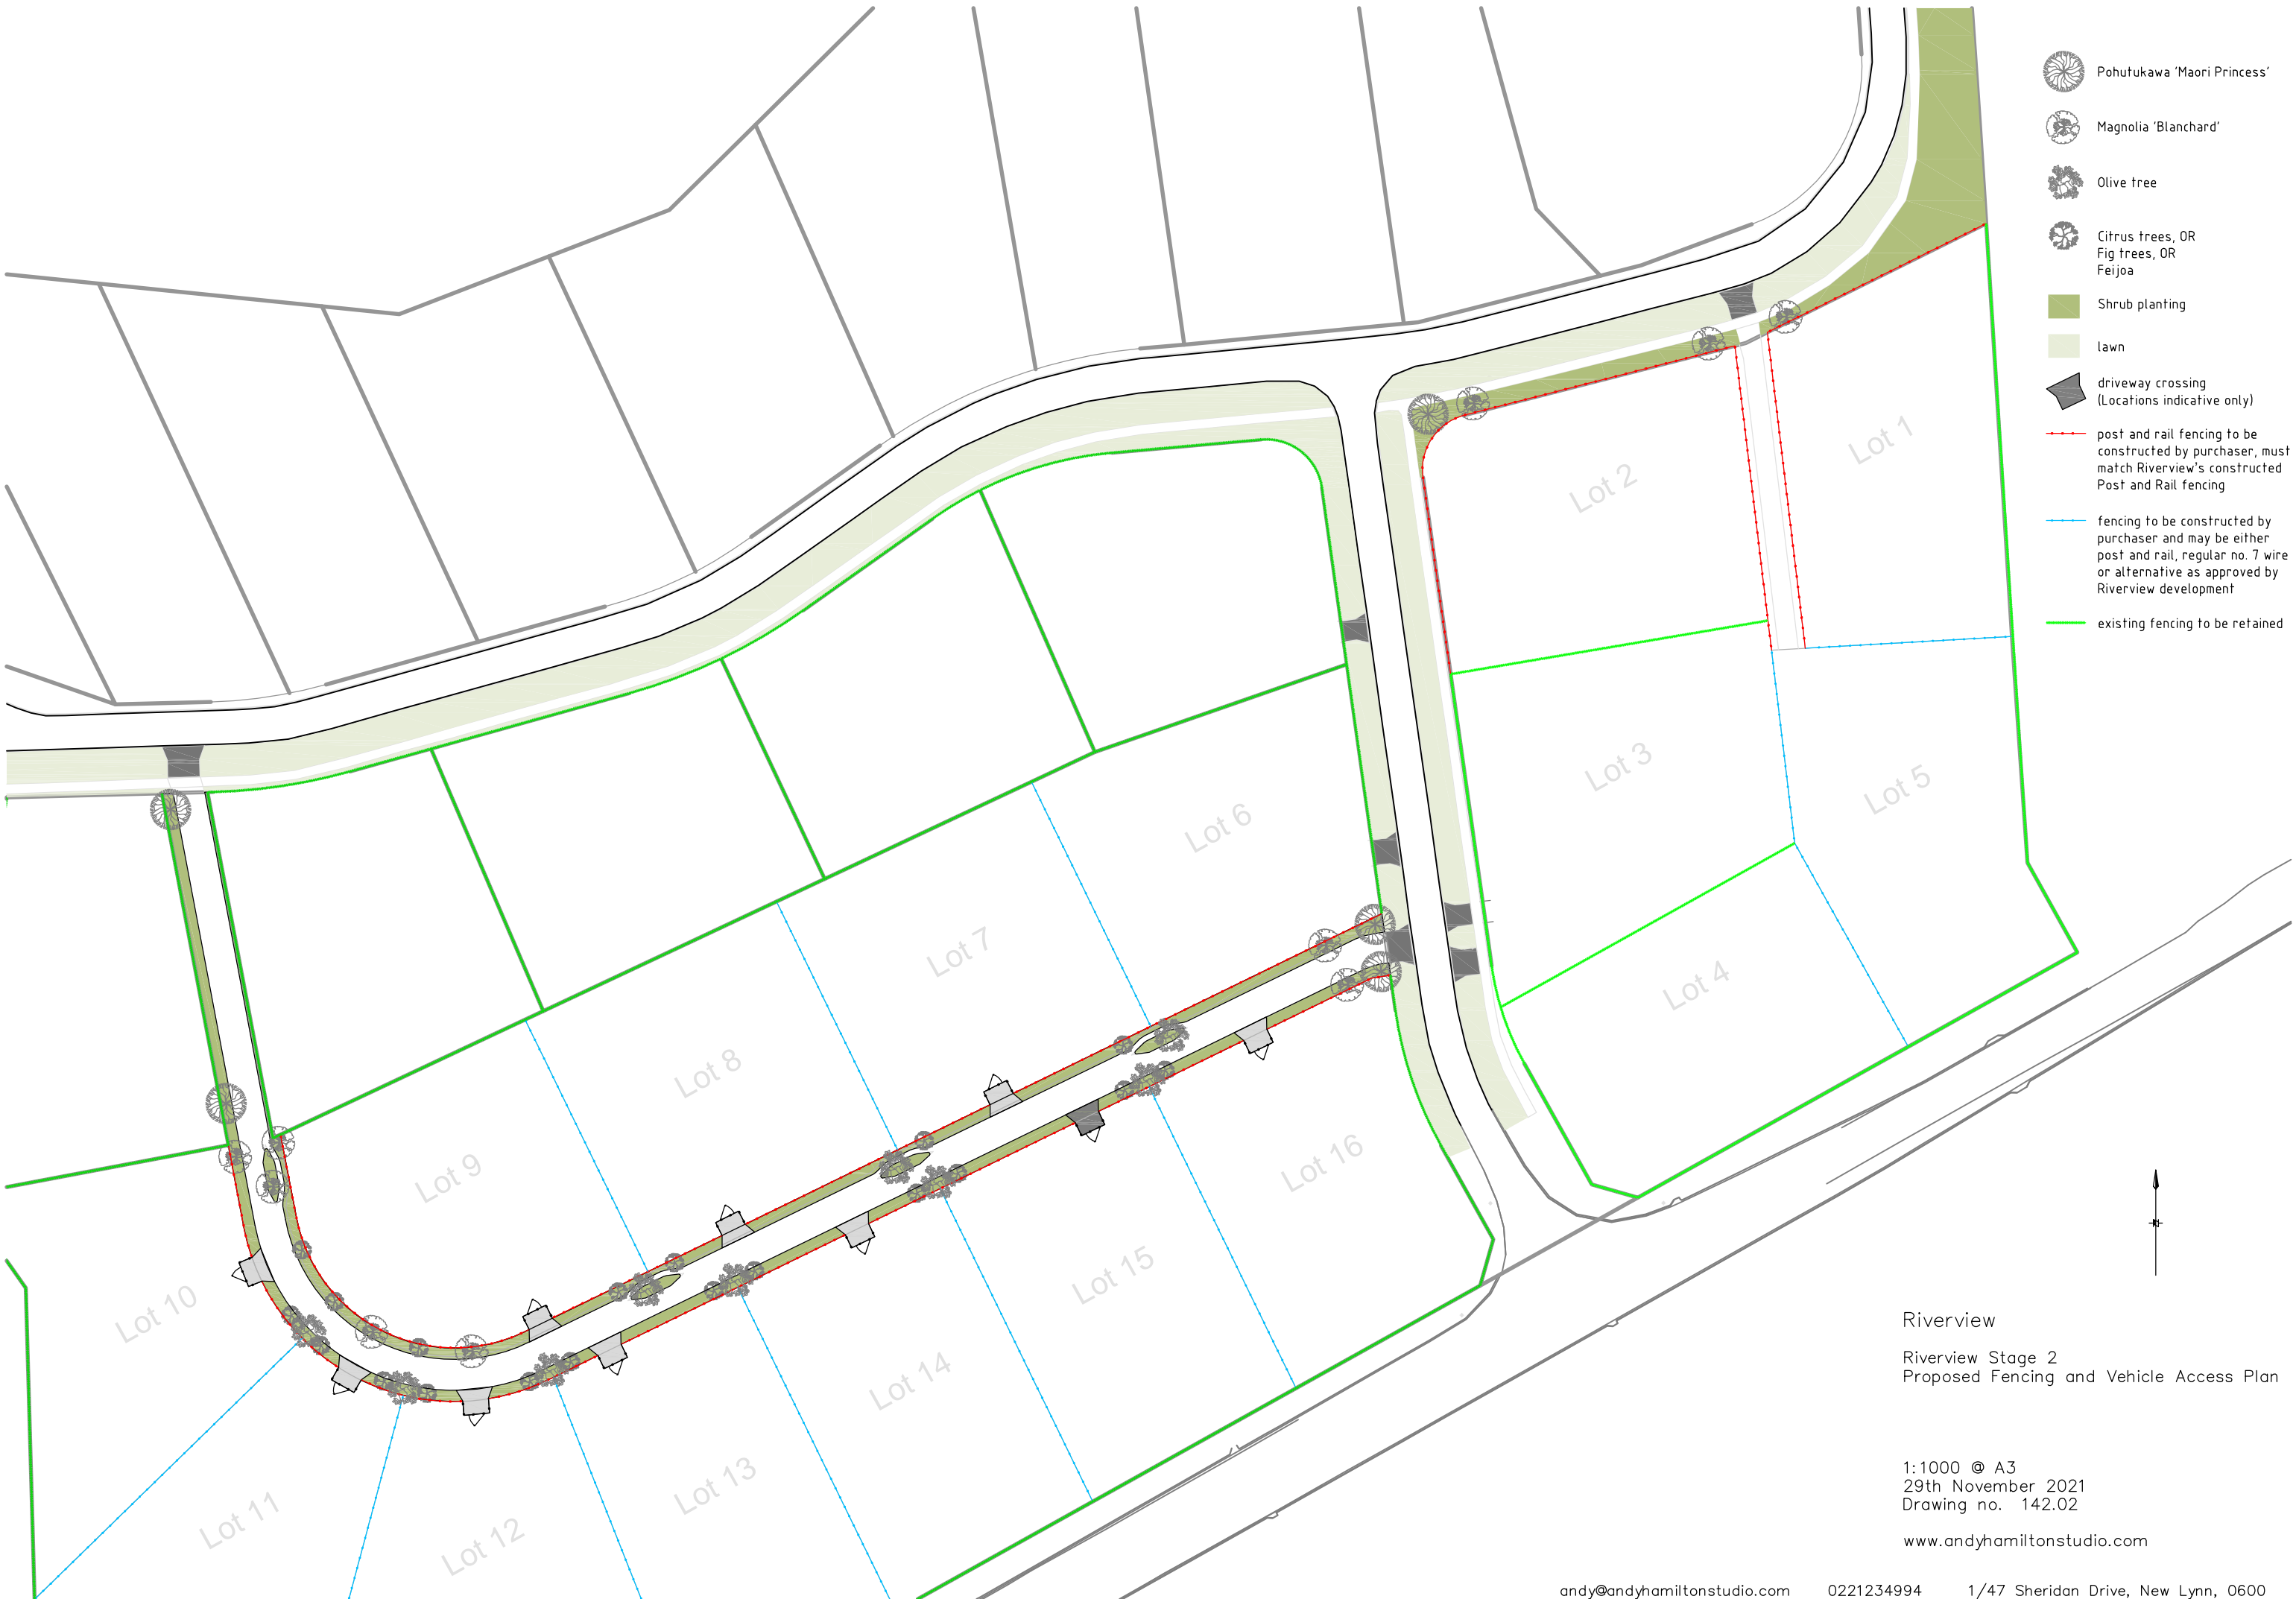 Pohutukawa 'Maori Princess'
Magnolia 'Blanchard'
Olive tree
Citrus trees, OR
Fig trees, OR
Feijoa
Shrub planting
lawn
driveway crossing
(Locations indicative only)
post and rail fencing to be
constructed by purchaser, must
match Riverview's constructed
Post and Rail fencing
fencing to be constructed by
purchaser and may be either
post and rail, regular no. 7 wire
or alternative as approved by
Riverview development
existing fencing to be retained
Lot 1
Lot 2
Lot 3
Lot 5
Lot 6
Lot 7
Lot 4
Lot 8
Lot 9
Lot 16
Lot 15
Lot 10
Lot 14
Lot 13
Lot 11
Lot 12
Riverview
Riverview Stage 2
Proposed Fencing and Vehicle Access Plan
1:1000 @ A3
29th November 2021
Drawing no. 142.02
www.andyhamiltonstudio.com
andy@andyhamiltonstudio.com 0221234994 1/47 Sheridan Drive, New Lynn, 0600